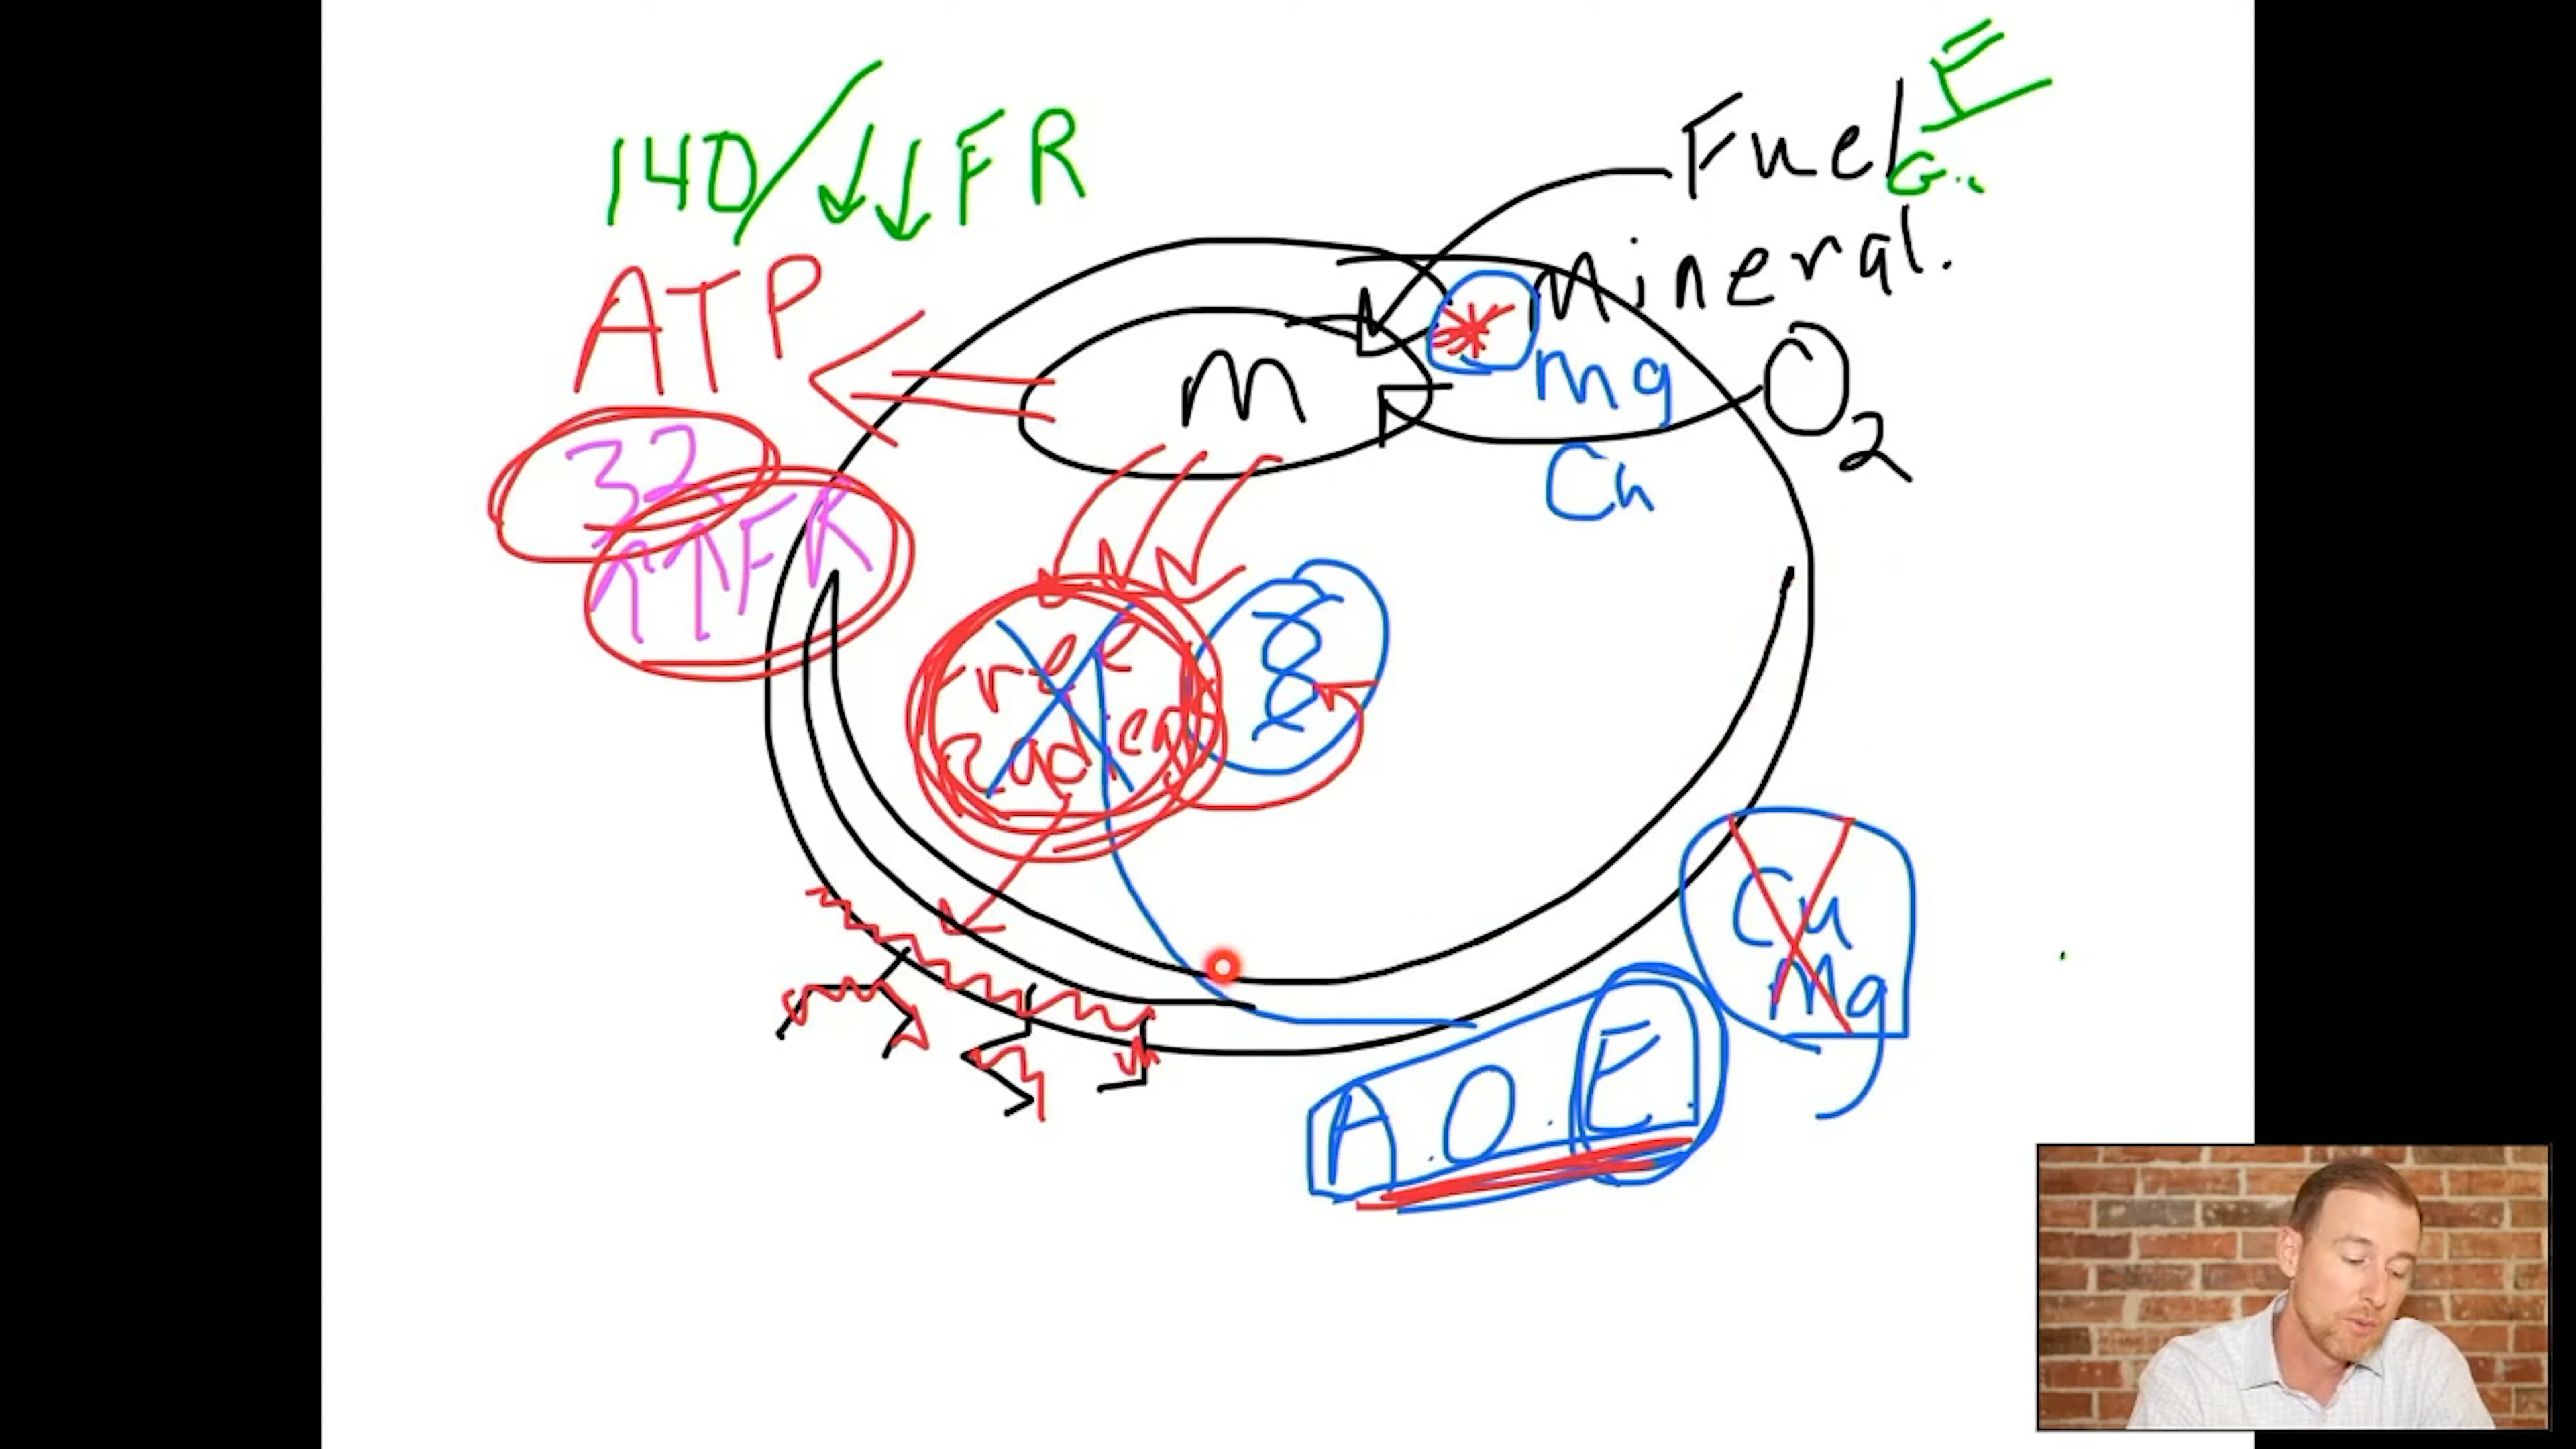 140/↓↓FR
Fuel
F
G..
Mineral.
ATP
O2
M
Mg
32
Cu
↑↑FR
Free
Radical
Cu
Mg
A.O.E.